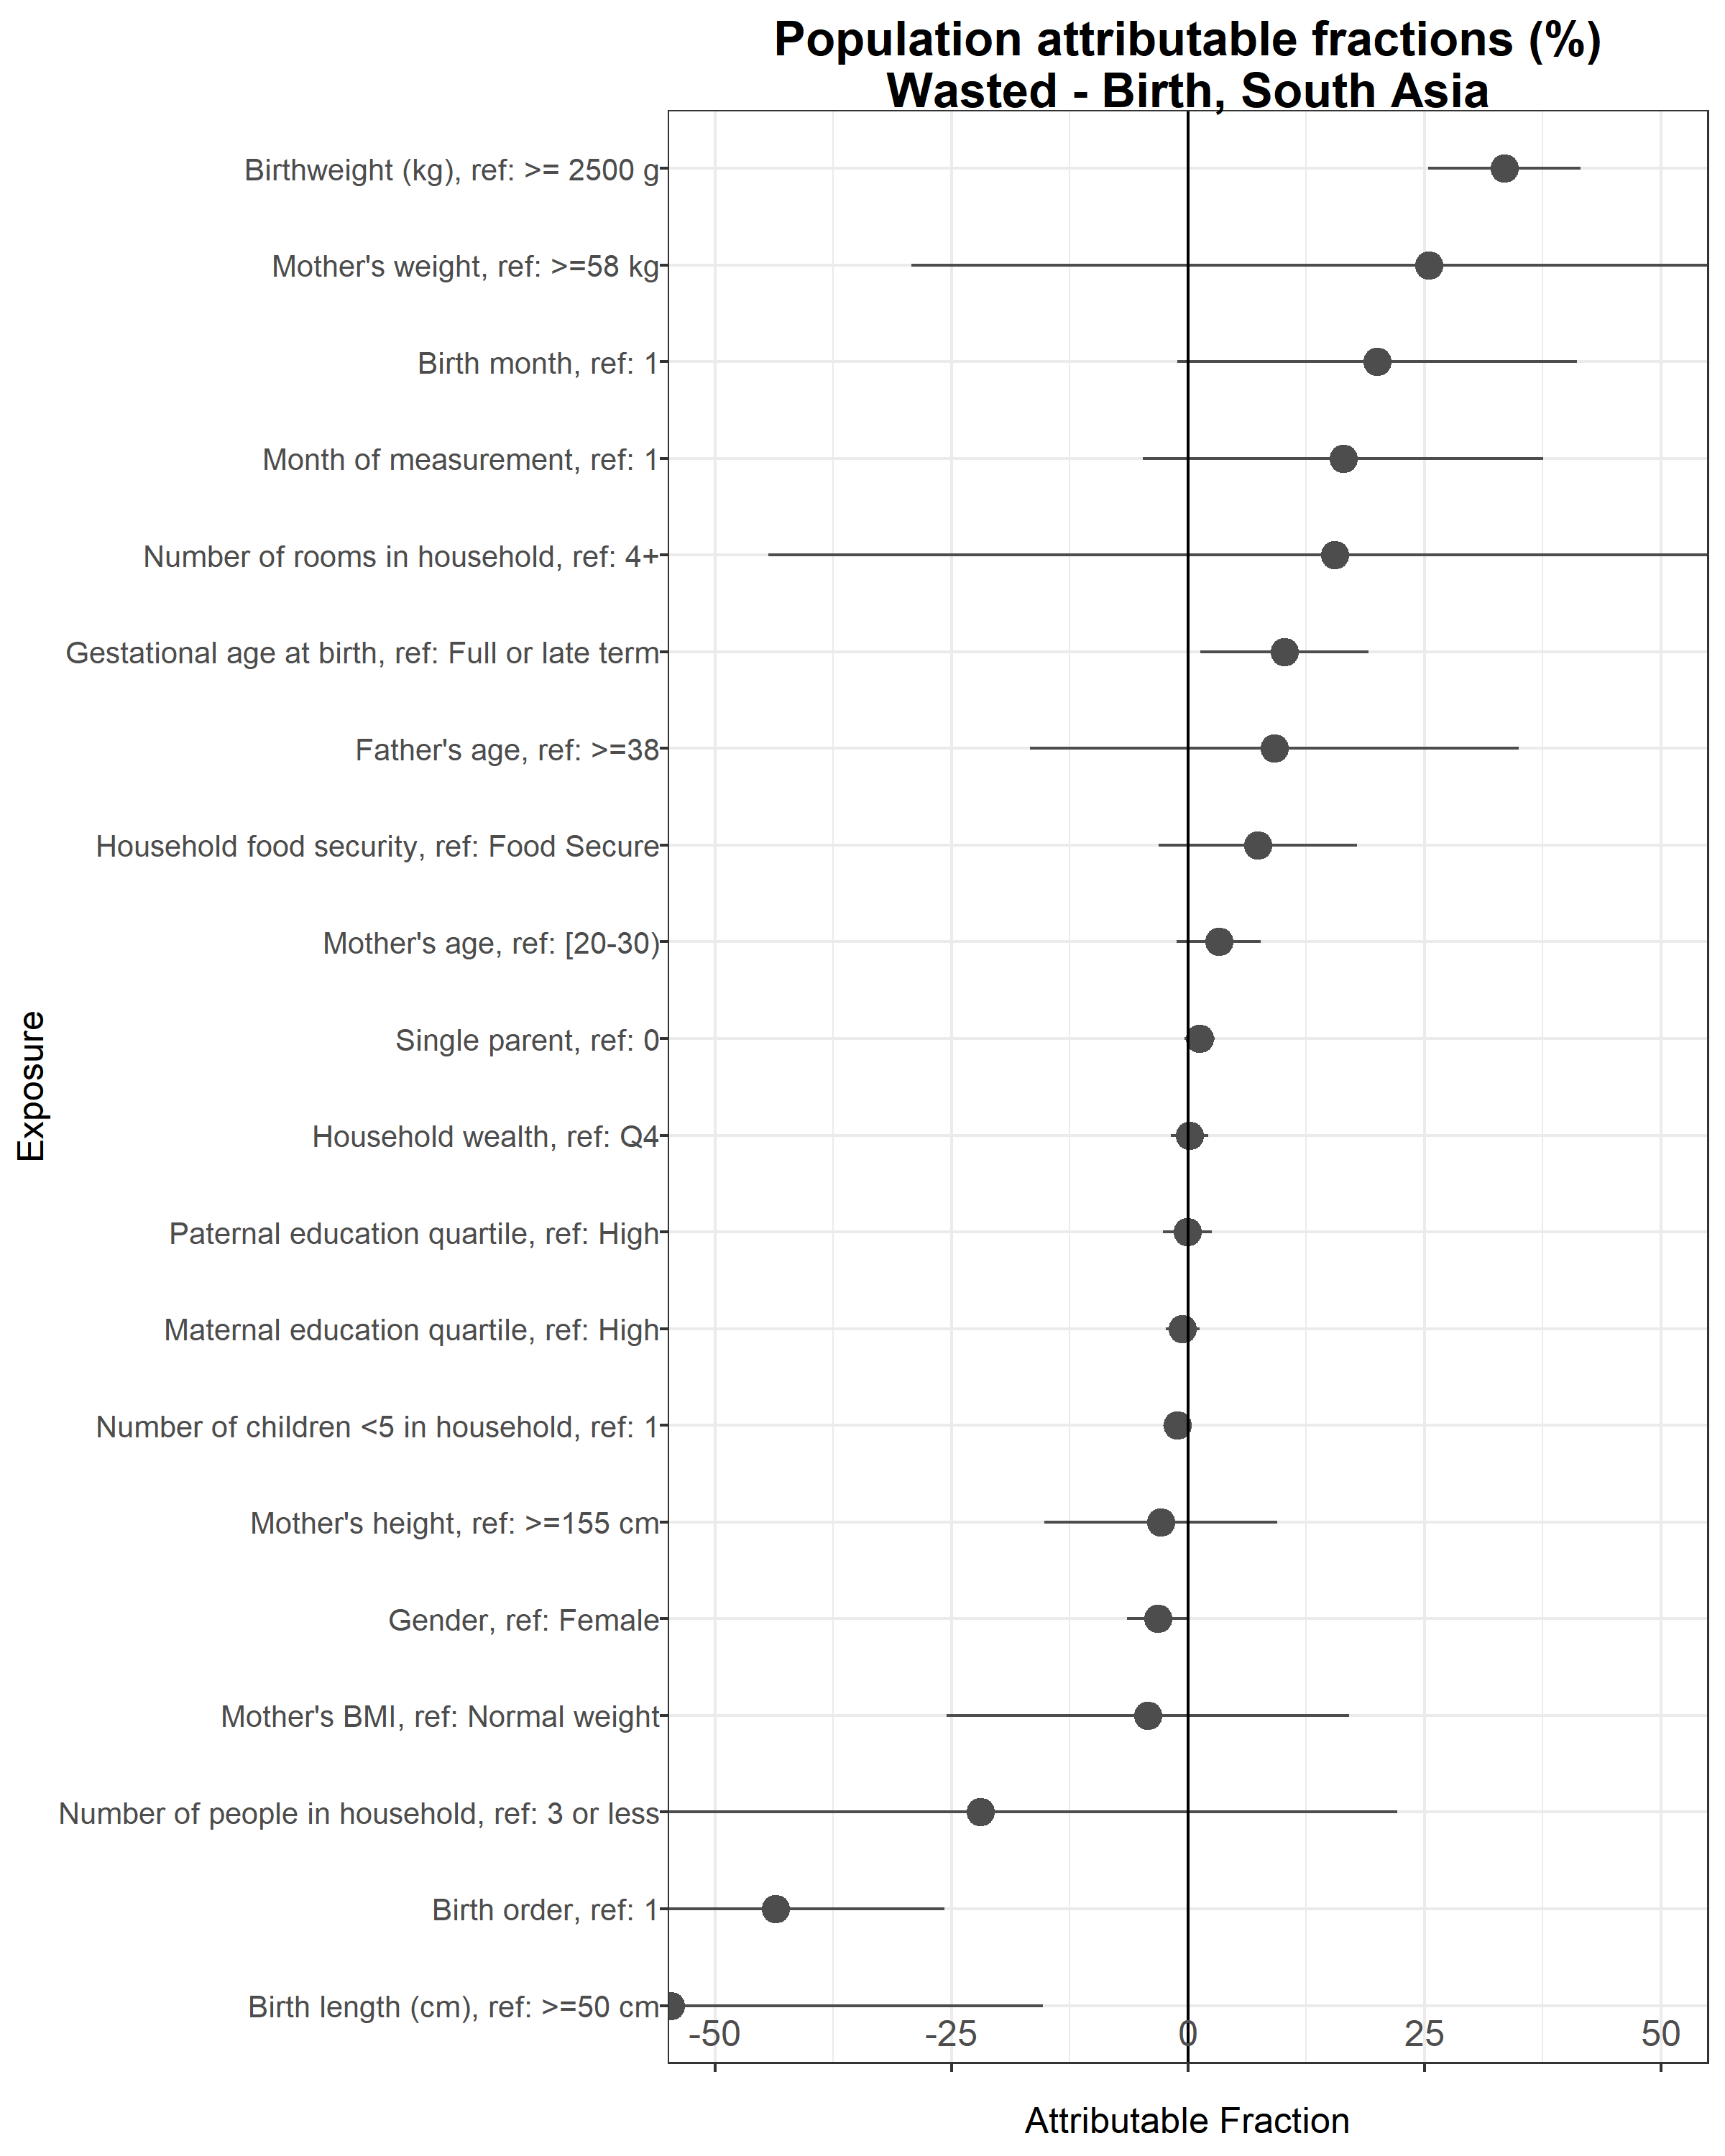 Population attributable fractions (%)
Wasted - Birth, South Asia
Birthweight (kg), ref: >= 2500 g
Mother's weight, ref: >=58 kg
Birth month, ref: 1
Month of measurement, ref: 1
Number of rooms in household, ref: 4+
Gestational age at birth, ref: Full or late term
Father's age, ref: >=38
Household food security, ref: Food Secure
Mother's age, ref: [20-30)
Single parent, ref: 0
Household wealth, ref: Q4
Paternal education quartile, ref: High
Maternal education quartile, ref: High
Number of children <5 in household, ref: 1
Mother's height, ref: >=155 cm
Gender, ref: Female
Mother's BMI, ref: Normal weight
Number of people in household, ref: 3 or less
Birth order, ref: 1
Birth length (cm), ref: >=50 cm
Exposure
-50 -25 0 25 50
Attributable Fraction